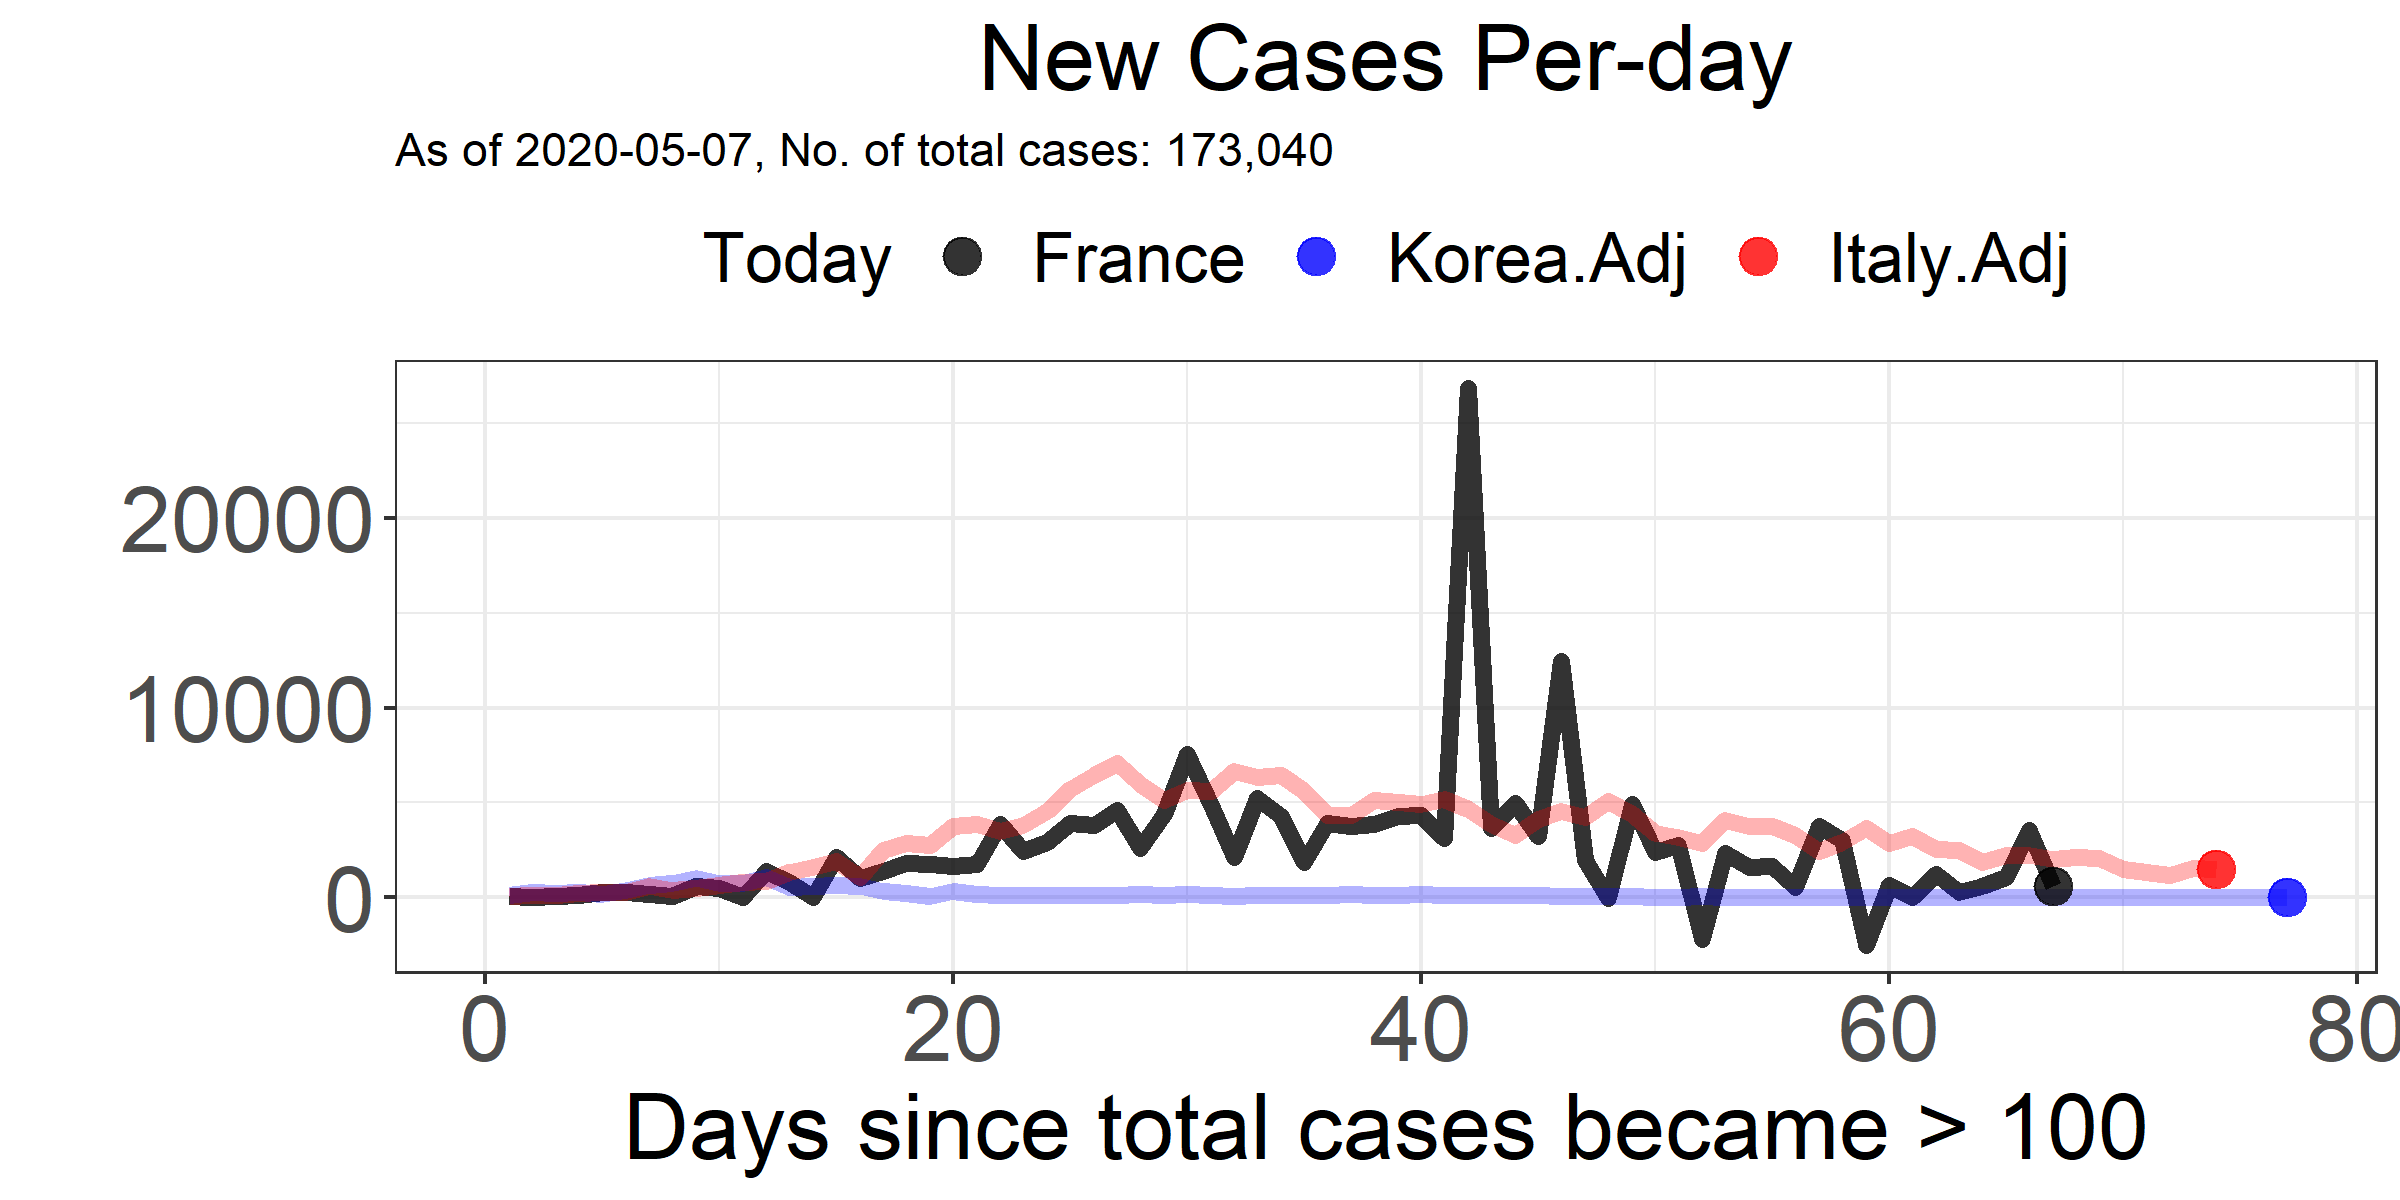 New Cases Per-day
As of 2020-05-07, No. of total cases: 173,040
Today France Korea.Adj Italy.Adj
20000
10000
0
0 20 40 60 80
Days since total cases became > 100